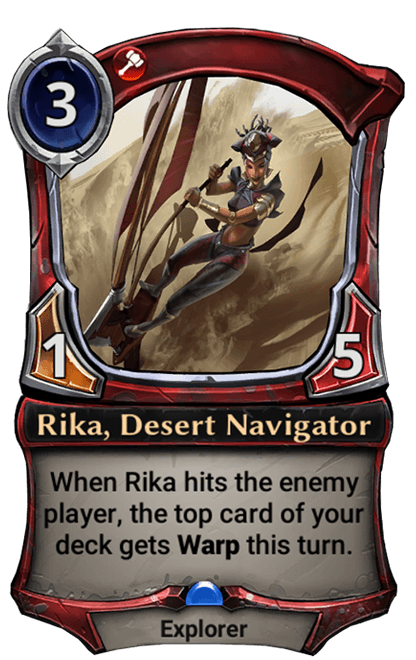 3
1
5
Rika, Desert Navigator
When Rika hits the enemy
player, the top card of your
deck gets Warp this turn.
Explorer